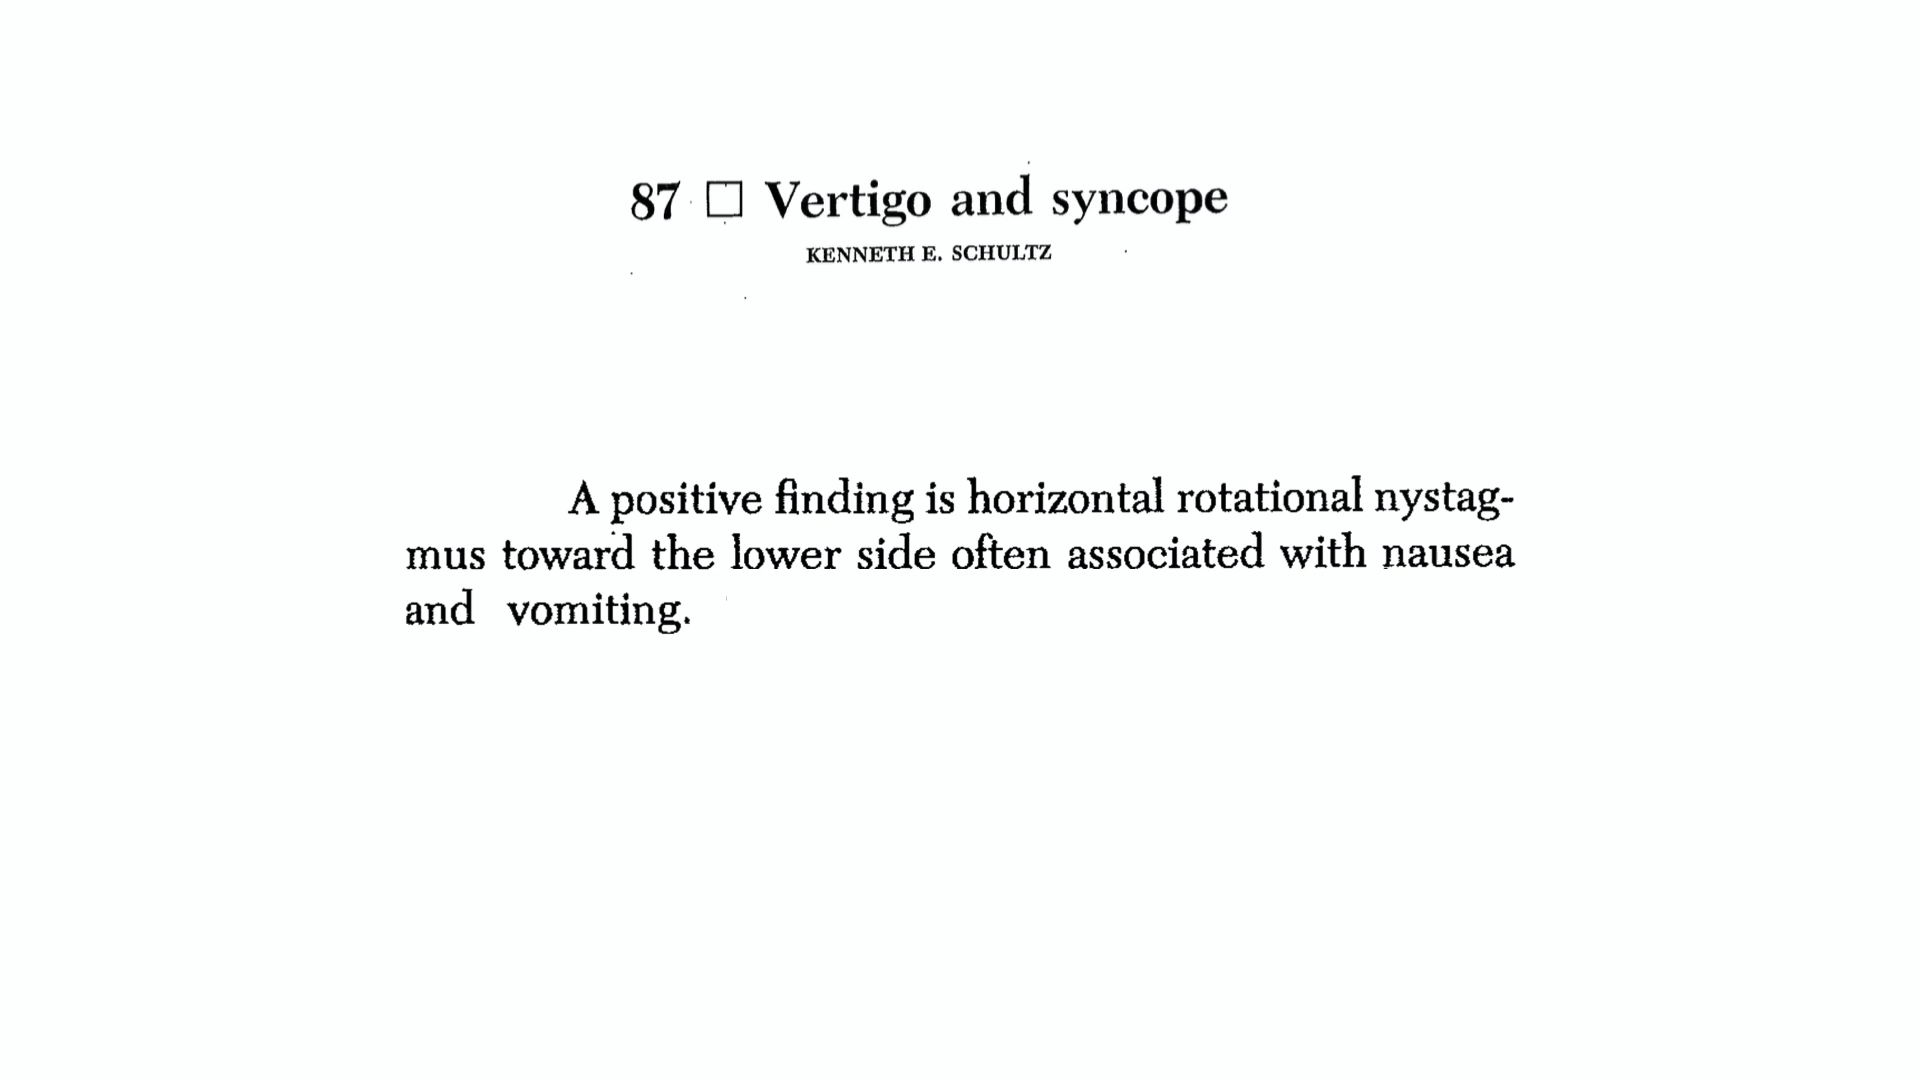 87 □ Vertigo and syncope
KENNETH E. SCHULTZ
A positive finding is horizontal rotational nystag-
mus toward the lower side often associated with nausea
and vomiting.